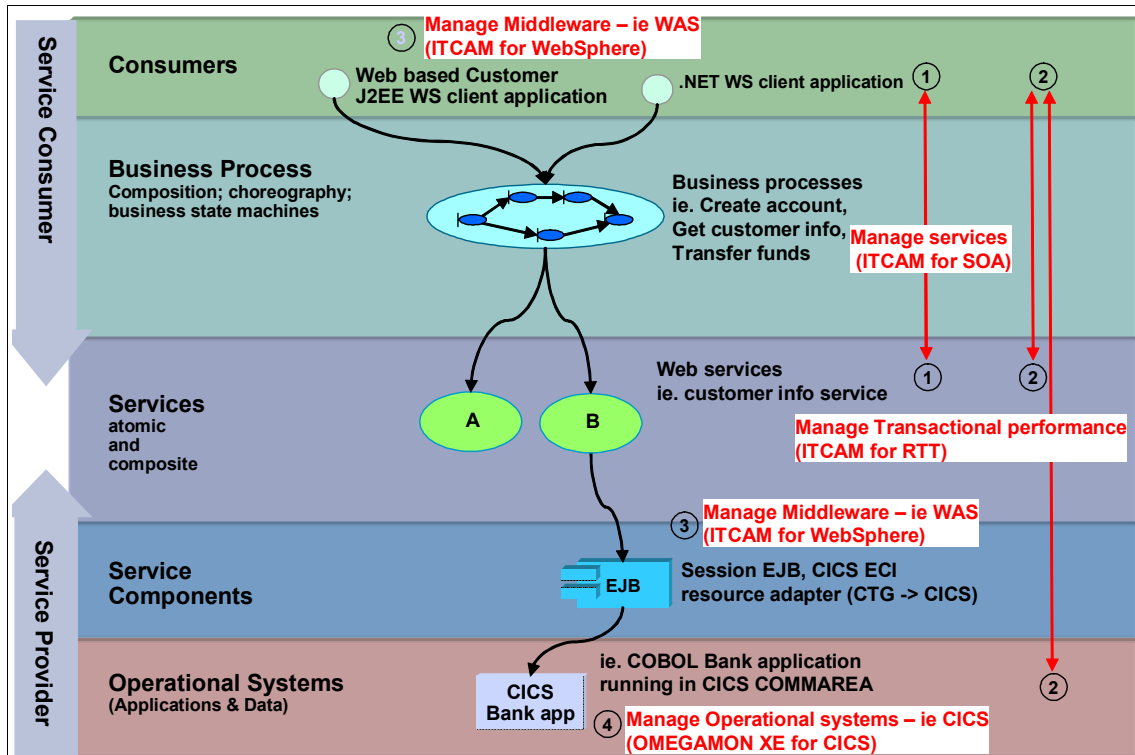 Service Consumer
3
Manage Middleware – ie WAS
(ITCAM for WebSphere)
Consumers
Web based Customer
J2EE WS client application
.NET WS client application
1
2
Business Process
Composition; choreography;
business state machines
Business processes
ie. Create account,
Get customer info,
Transfer funds
Manage services
(ITCAM for SOA)
Services
atomic
and
composite
A
B
Web services
ie. customer info service
1
2
Manage Transactional performance
(ITCAM for RTT)
Service Provider
3
Manage Middleware – ie WAS
(ITCAM for WebSphere)
Service
Components
EJB
Session EJB, CICS ECI
resource adapter (CTG -> CICS)
Operational Systems
(Applications & Data)
CICS
Bank app
ie. COBOL Bank application
running in CICS COMMAREA
2
4
Manage Operational systems – ie CICS
(OMEGAMON XE for CICS)